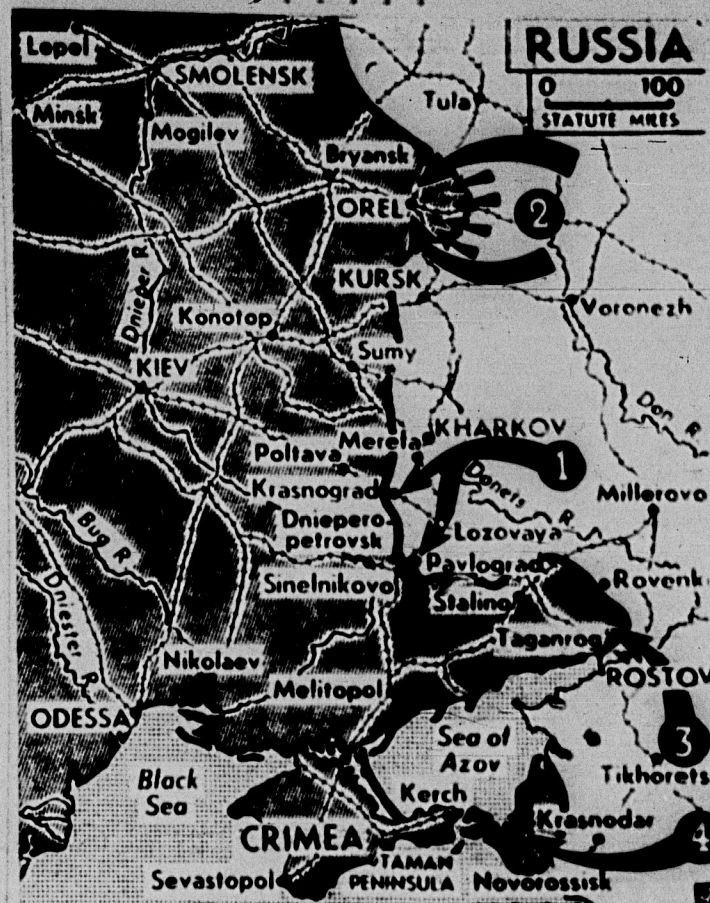 RUSSIA
0 100
STATUTE MILES
Lepel
SMOLENSK
Tula
Minsk
Mogilev
Bryansk
OREL
2
Dnieper R.
KURSK
Konotop
Voronezh
Sumy
KIEV
Don R.
Merefa
KHARKOV
Poltava
1
Krasnograd
Donets R.
Millerovo
Bug R.
Dniepero-
petrovsk
Lozovaya
Pavlograd
Sinelnikovo
Rovenk
Stalino
Dniester R.
Taganrog
Nikolaev
Melitopol
ROSTOV
ODESSA
Sea of
Azov
3
Black
Sea
Tikhorets
Kerch
Krasnodar
4
CRIMEA
TAMAN
PENINSULA
Sevastopol
Novorossisk